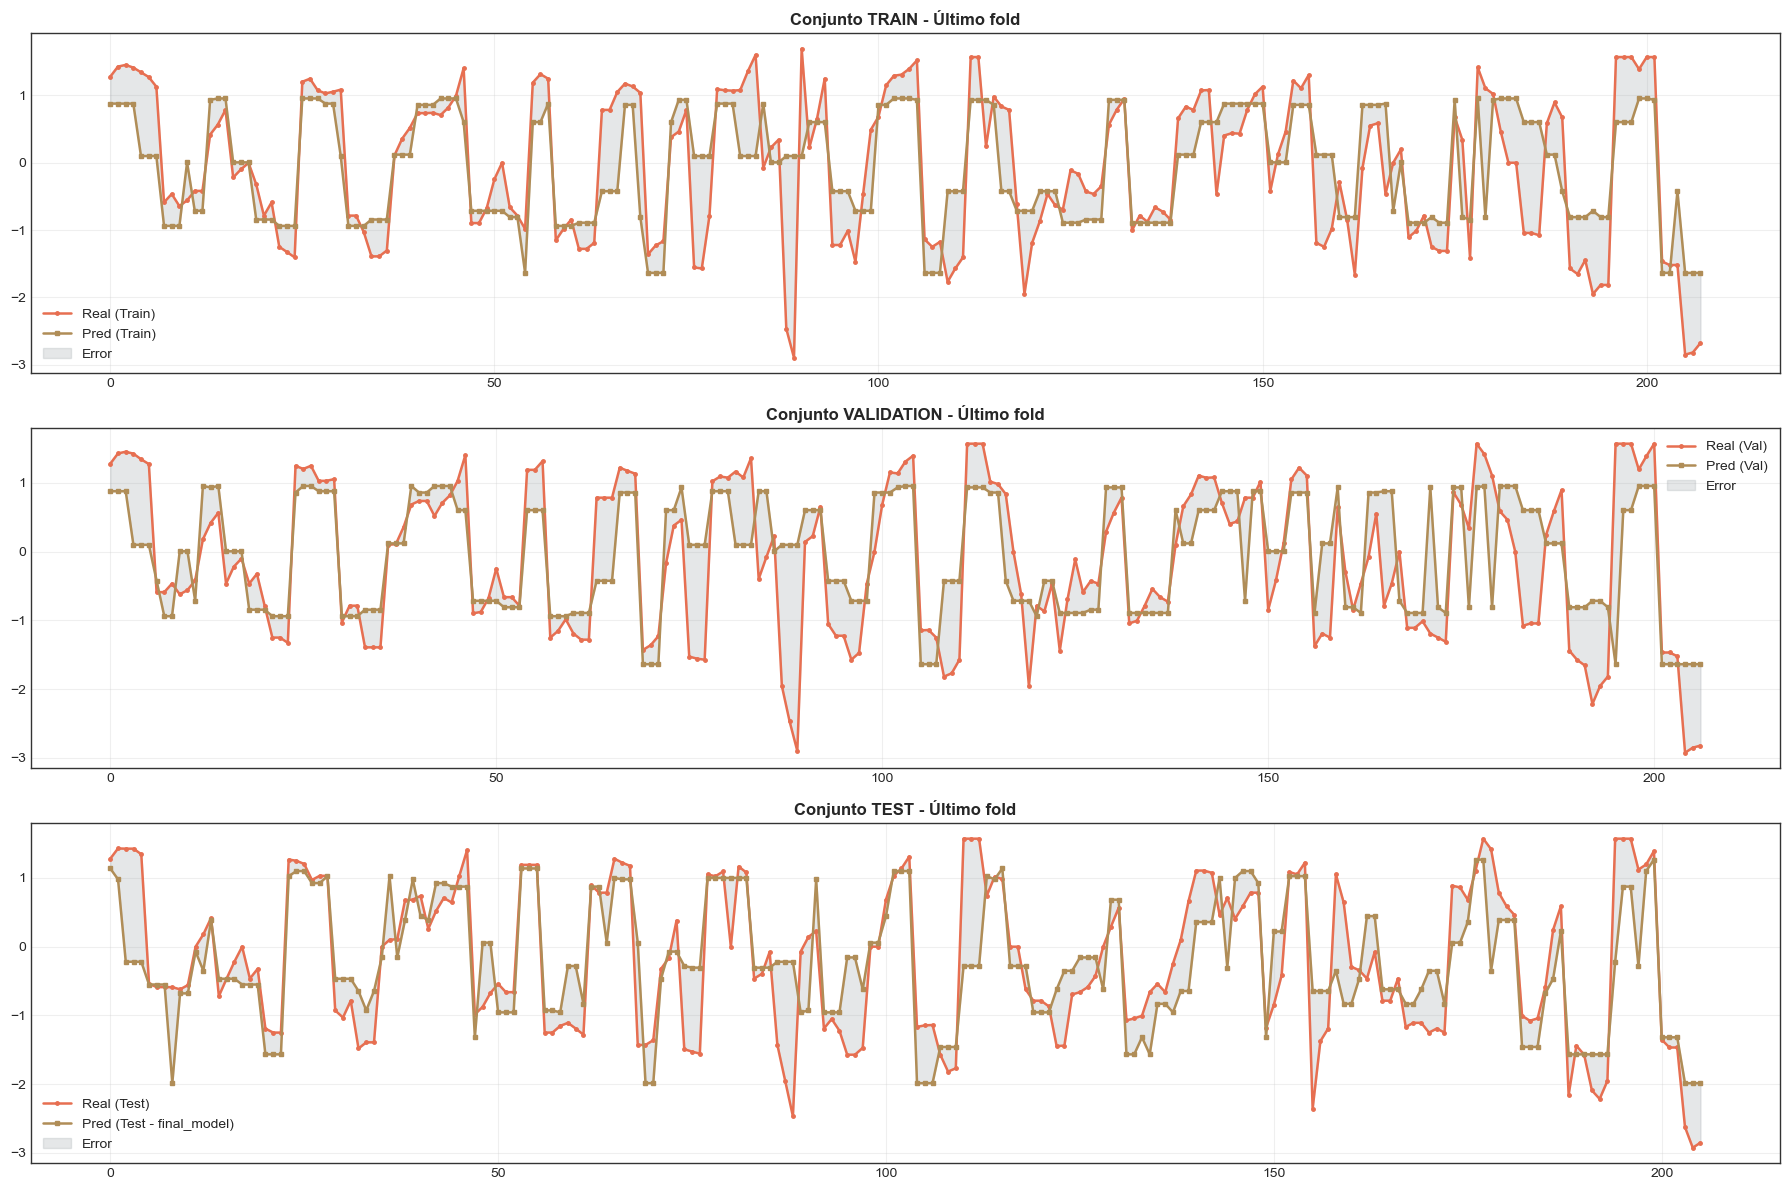 Conjunto TRAIN - Último fold
1
0
−1
−2
−3
Real (Train)
Pred (Train)
Error
0 50 100 150 200
Conjunto VALIDATION - Último fold
1
0
−1
−2
−3
Real (Val)
Pred (Val)
Error
0 50 100 150 200
Conjunto TEST - Último fold
1
0
−1
−2
−3
Real (Test)
Pred (Test - final_model)
Error
0 50 100 150 200